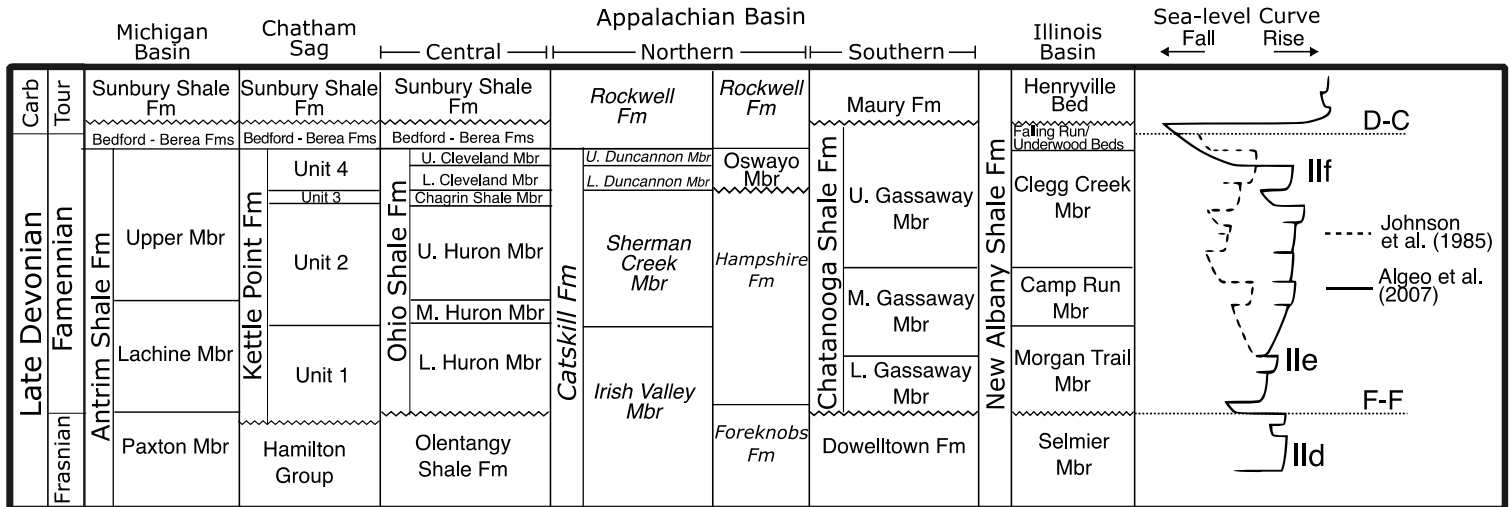 Appalachian Basin
Michigan
Basin
Chatham
Sag
Central
Northern
Southern
Illinois
Basin
Sea-level Curve
Fall
Rise
Carb
Tour
Late Devonian
Famennian
Frasnian
Sunbury Shale
Fm
Bedford - Berea Fms
Antrim Shale Fm
Upper Mbr
Lachine Mbr
Paxton Mbr
Sunbury Shale
Fm
Bedford - Berea Fms
Kettle Point Fm
Unit 4
Unit 3
Unit 2
Unit 1
Hamilton
Group
Sunbury Shale
Fm
Bedford - Berea Fms
Ohio Shale Fm
U. Cleveland Mbr
L. Cleveland Mbr
Chagrin Shale Mbr
U. Huron Mbr
M. Huron Mbr
L. Huron Mbr
Olentangy
Shale Fm
Catskill Fm
Rockwell
Fm
U. Duncannon Mbr
L. Duncannon Mbr
Sherman
Creek
Mbr
Irish Valley
Mbr
Rockwell
Fm
Oswayo
Mbr
Hampshire
Fm
Foreknobs
Fm
Maury Fm
Chatanooga Shale Fm
U. Gassaway
Mbr
M. Gassaway
Mbr
L. Gassaway
Mbr
Dowelltown Fm
New Albany Shale Fm
Henryville
Bed
Falling Run/
Underwood Beds
Clegg Creek
Mbr
Camp Run
Mbr
Morgan Trail
Mbr
Selmier
Mbr
D-C
IIf
Johnson
et al. (1985)
Algeo et al.
(2007)
IIe
F-F
IId